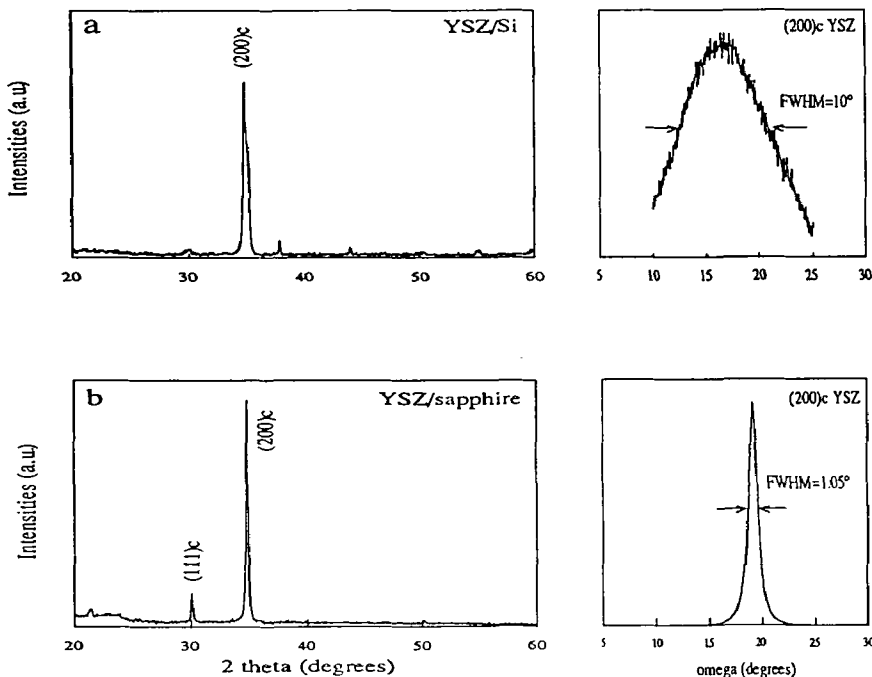 a
YSZ/Si
(200)c
Intensities (a.u)
20 30 40 50 60
(200)c YSZ
FWHM=10°
5 10 15 20 25 30
b
YSZ/sapphire
(111)c
(200)c
Intensities (a.u)
20 30 40 50 60
2 theta (degrees)
(200)c YSZ
FWHM=1.05°
5 10 15 20 25 30
omega (degrees)